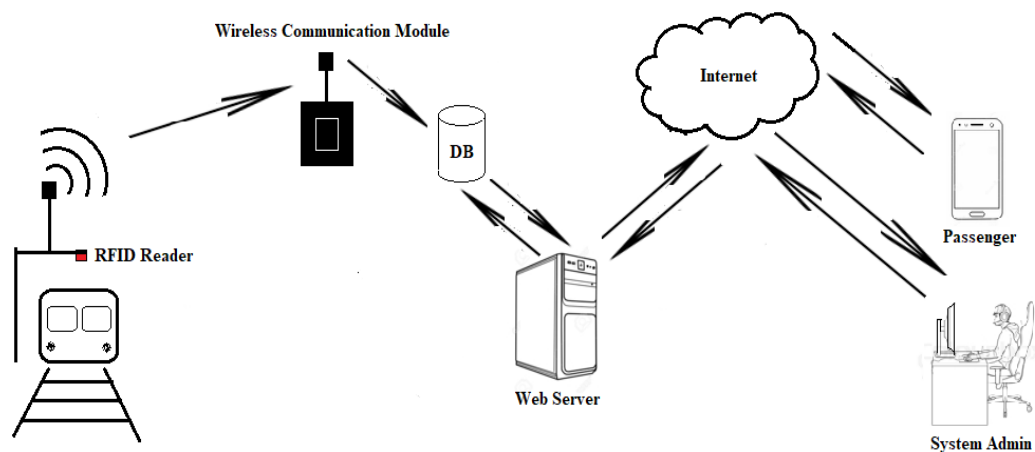 Wireless Communication Module
Internet
DB
RFID Reader
Passenger
Web Server
System Admin